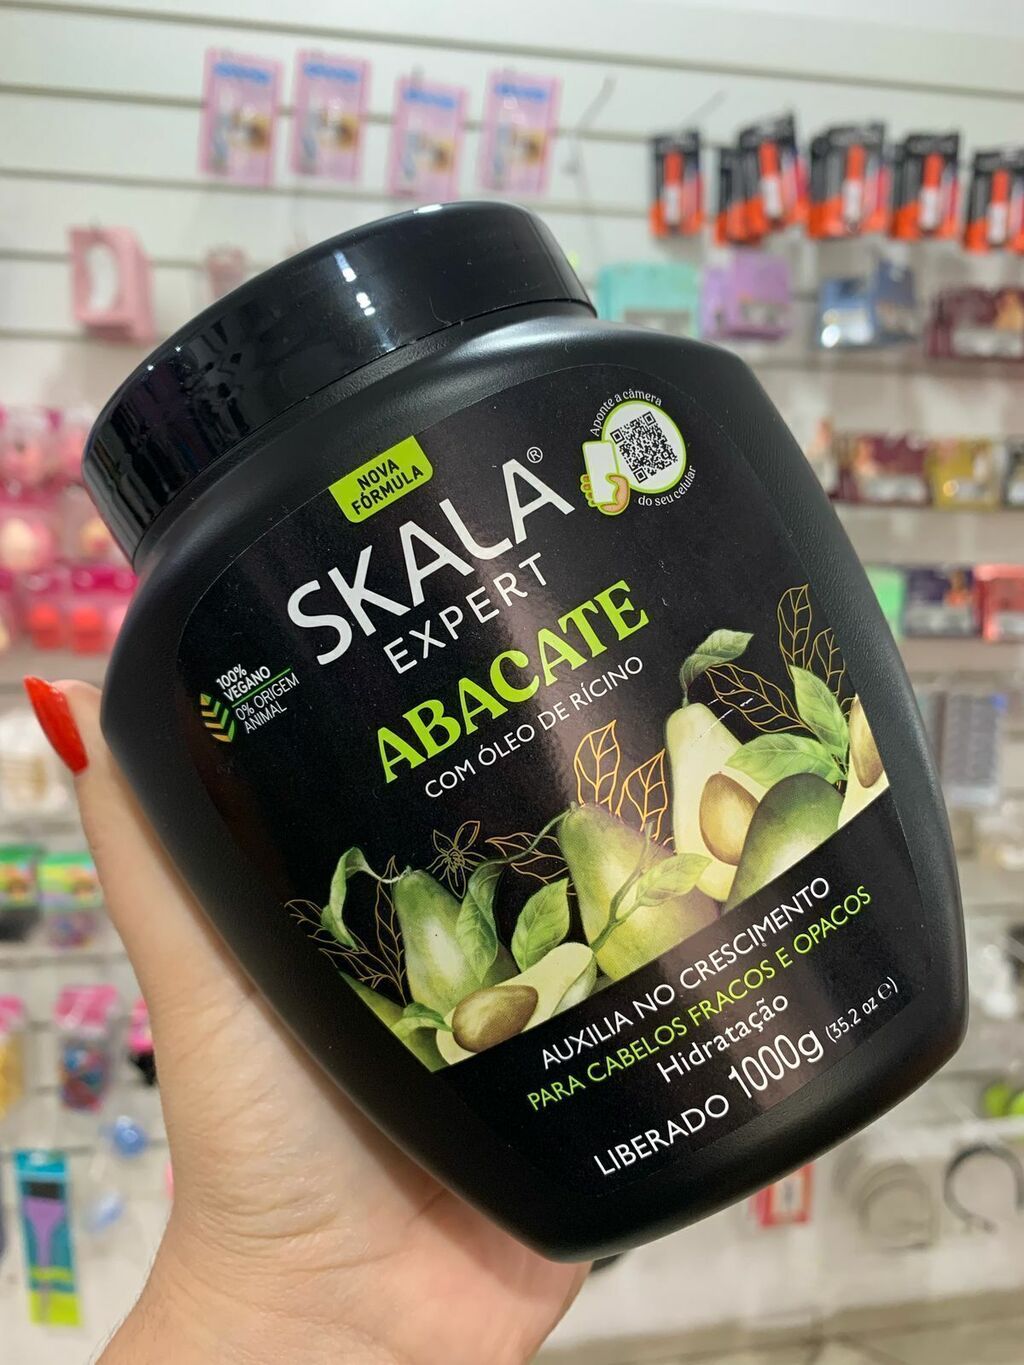 NOVA
FÓRMULA
Aponte a câmera
do seu celular
SKALA®
EXPERT
100%
VEGANO
0% ORIGEM
ANIMAL
ABACATE
COM ÓLEO DE RÍCINO
AUXILIA NO CRESCIMENTO
PARA CABELOS FRACOS E OPACOS
Hidratação
LIBERADO 1000g (35.2 oz ℮)